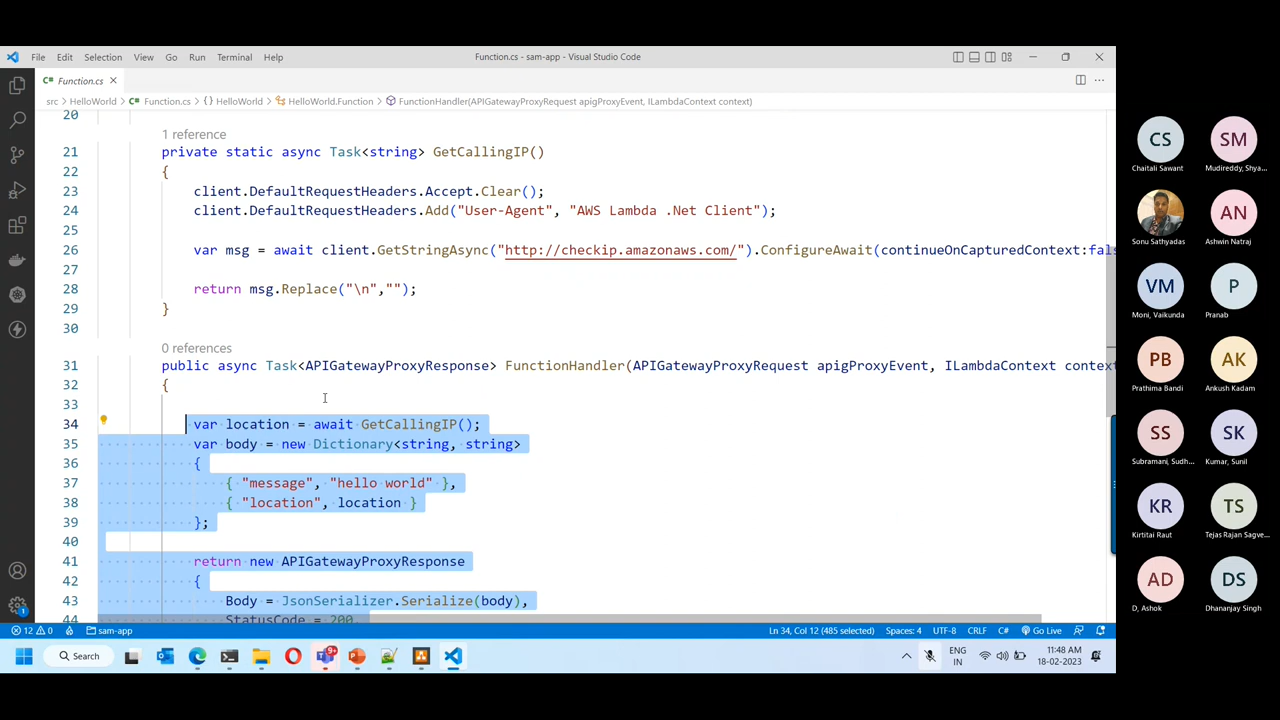 File Edit Selection View Go Run Terminal Help
Function.cs - sam-app - Visual Studio Code
C# Function.cs
src > HelloWorld > C# Function.cs > {} HelloWorld > HelloWorld.Function > FunctionHandler(APIGatewayProxyRequest apigProxyEvent, ILambdaContext context)
20
1 reference
21 private static async Task<string> GetCallingIP()
22 {
23 client.DefaultRequestHeaders.Accept.Clear();
24 client.DefaultRequestHeaders.Add("User-Agent", "AWS Lambda .Net Client");
25
26 var msg = await client.GetStringAsync("http://checkip.amazonaws.com/").ConfigureAwait(continueOnCapturedContext:fal
27
28 return msg.Replace("\n","");
29 }
30
0 references
31 public async Task<APIGatewayProxyResponse> FunctionHandler(APIGatewayProxyRequest apigProxyEvent, ILambdaContext context
32 {
33
34 var location = await GetCallingIP();
35 var body = new Dictionary<string, string>
36 {
37 { "message", "hello world" },
38 { "location", location }
39 };
40
41 return new APIGatewayProxyResponse
42 {
43 Body = JsonSerializer.Serialize(body),
44 StatusCode = 200,
12 0 sam-app
Ln 34, Col 12 (485 selected) Spaces: 4 UTF-8 CRLF C# Go Live
Search
9+
ENG
IN
11:48 AM
18-02-2023
CS
Chaitali Sawant
SM
Mudireddy, Shya...
Sonu Sathyadas
AN
Ashwin Natraj
VM
Moni, Vaikunda
P
Pranab
PB
Prathima Bandi
AK
Ankush Kadam
SS
Subramani, Sudh...
SK
Kumar, Sunil
KR
Kirtitai Raut
TS
Tejas Rajan Sagve...
AD
D, Ashok
DS
Dhananjay Singh